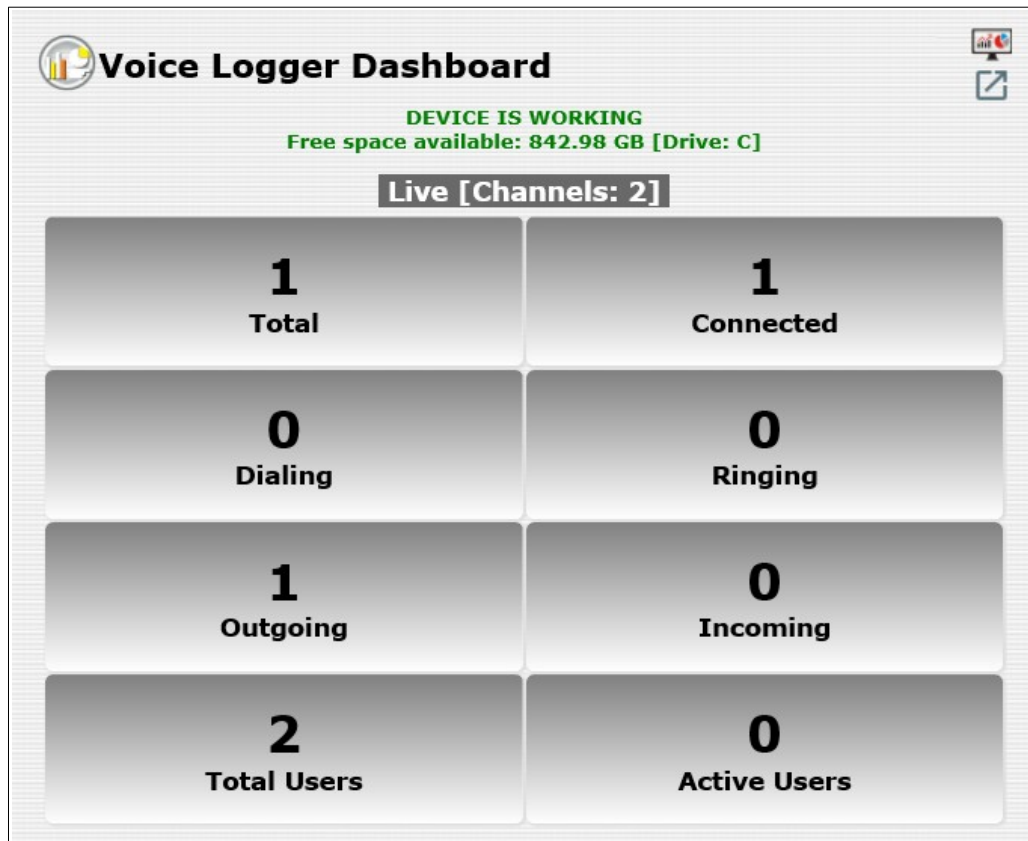 Voice Logger Dashboard
DEVICE IS WORKING
Free space available: 842.98 GB [Drive: C]
Live [Channels: 2]
1
Total
1
Connected
0
Dialing
0
Ringing
1
Outgoing
0
Incoming
2
Total Users
0
Active Users